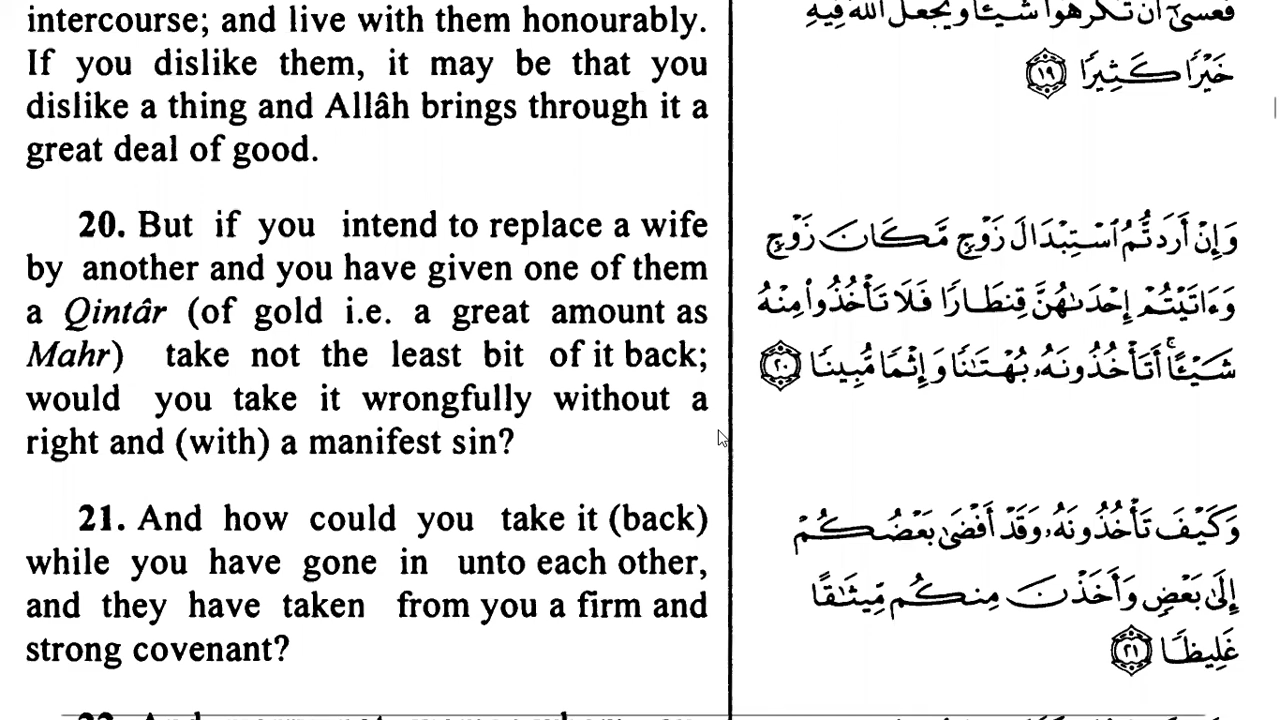 intercourse; and live with them honourably.
If you dislike them, it may be that you
dislike a thing and Allâh brings through it a
great deal of good.
20. But if you intend to replace a wife
by another and you have given one of them
a Qintâr (of gold i.e. a great amount as
Mahr) take not the least bit of it back;
would you take it wrongfully without a
right and (with) a manifest sin?
21. And how could you take it (back)
while you have gone in unto each other,
and they have taken from you a firm and
strong covenant?
فَعَسَىٰٓ أَن تَكْرَهُوا۟ شَيْـًٔا وَيَجْعَلَ ٱللَّهُ فِيهِ
خَيْرًا كَثِيرًا ١٩
وَإِنْ أَرَدتُّمُ ٱسْتِبْدَالَ زَوْجٍ مَّكَانَ زَوْجٍ
وَءَاتَيْتُمْ إِحْدَىٰهُنَّ قِنطَارًا فَلَا تَأْخُذُوا۟ مِنْهُ
شَيْـًٔا ۚ أَتَأْخُذُونَهُۥ بُهْتَـٰنًا وَإِثْمًا مُّبِينًا ٢٠
وَكَيْفَ تَأْخُذُونَهُۥ وَقَدْ أَفْضَىٰ بَعْضُكُمْ
إِلَىٰ بَعْضٍ وَأَخَذْنَ مِنكُم مِّيثَـٰقًا
غَلِيظًا ٢١